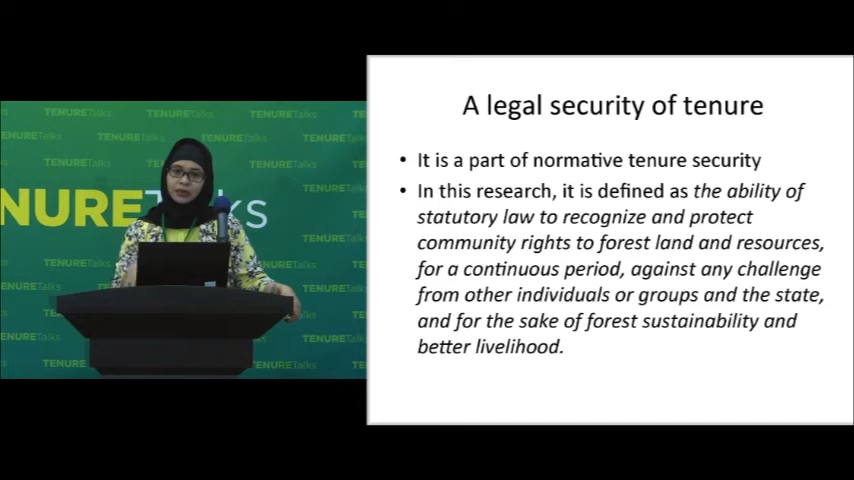 TENURETalks TENURETalks TENURETalks
ENURETalks TENURETalks TENURETalks
NURETalks
TENURETalks
TENURETalks
TENURETalks
TENURETalks
A legal security of tenure
• It is a part of normative tenure security
• In this research, it is defined as the ability of
statutory law to recognize and protect
community rights to forest land and resources,
for a continuous period, against any challenge
from other individuals or groups and the state,
and for the sake of forest sustainability and
better livelihood.